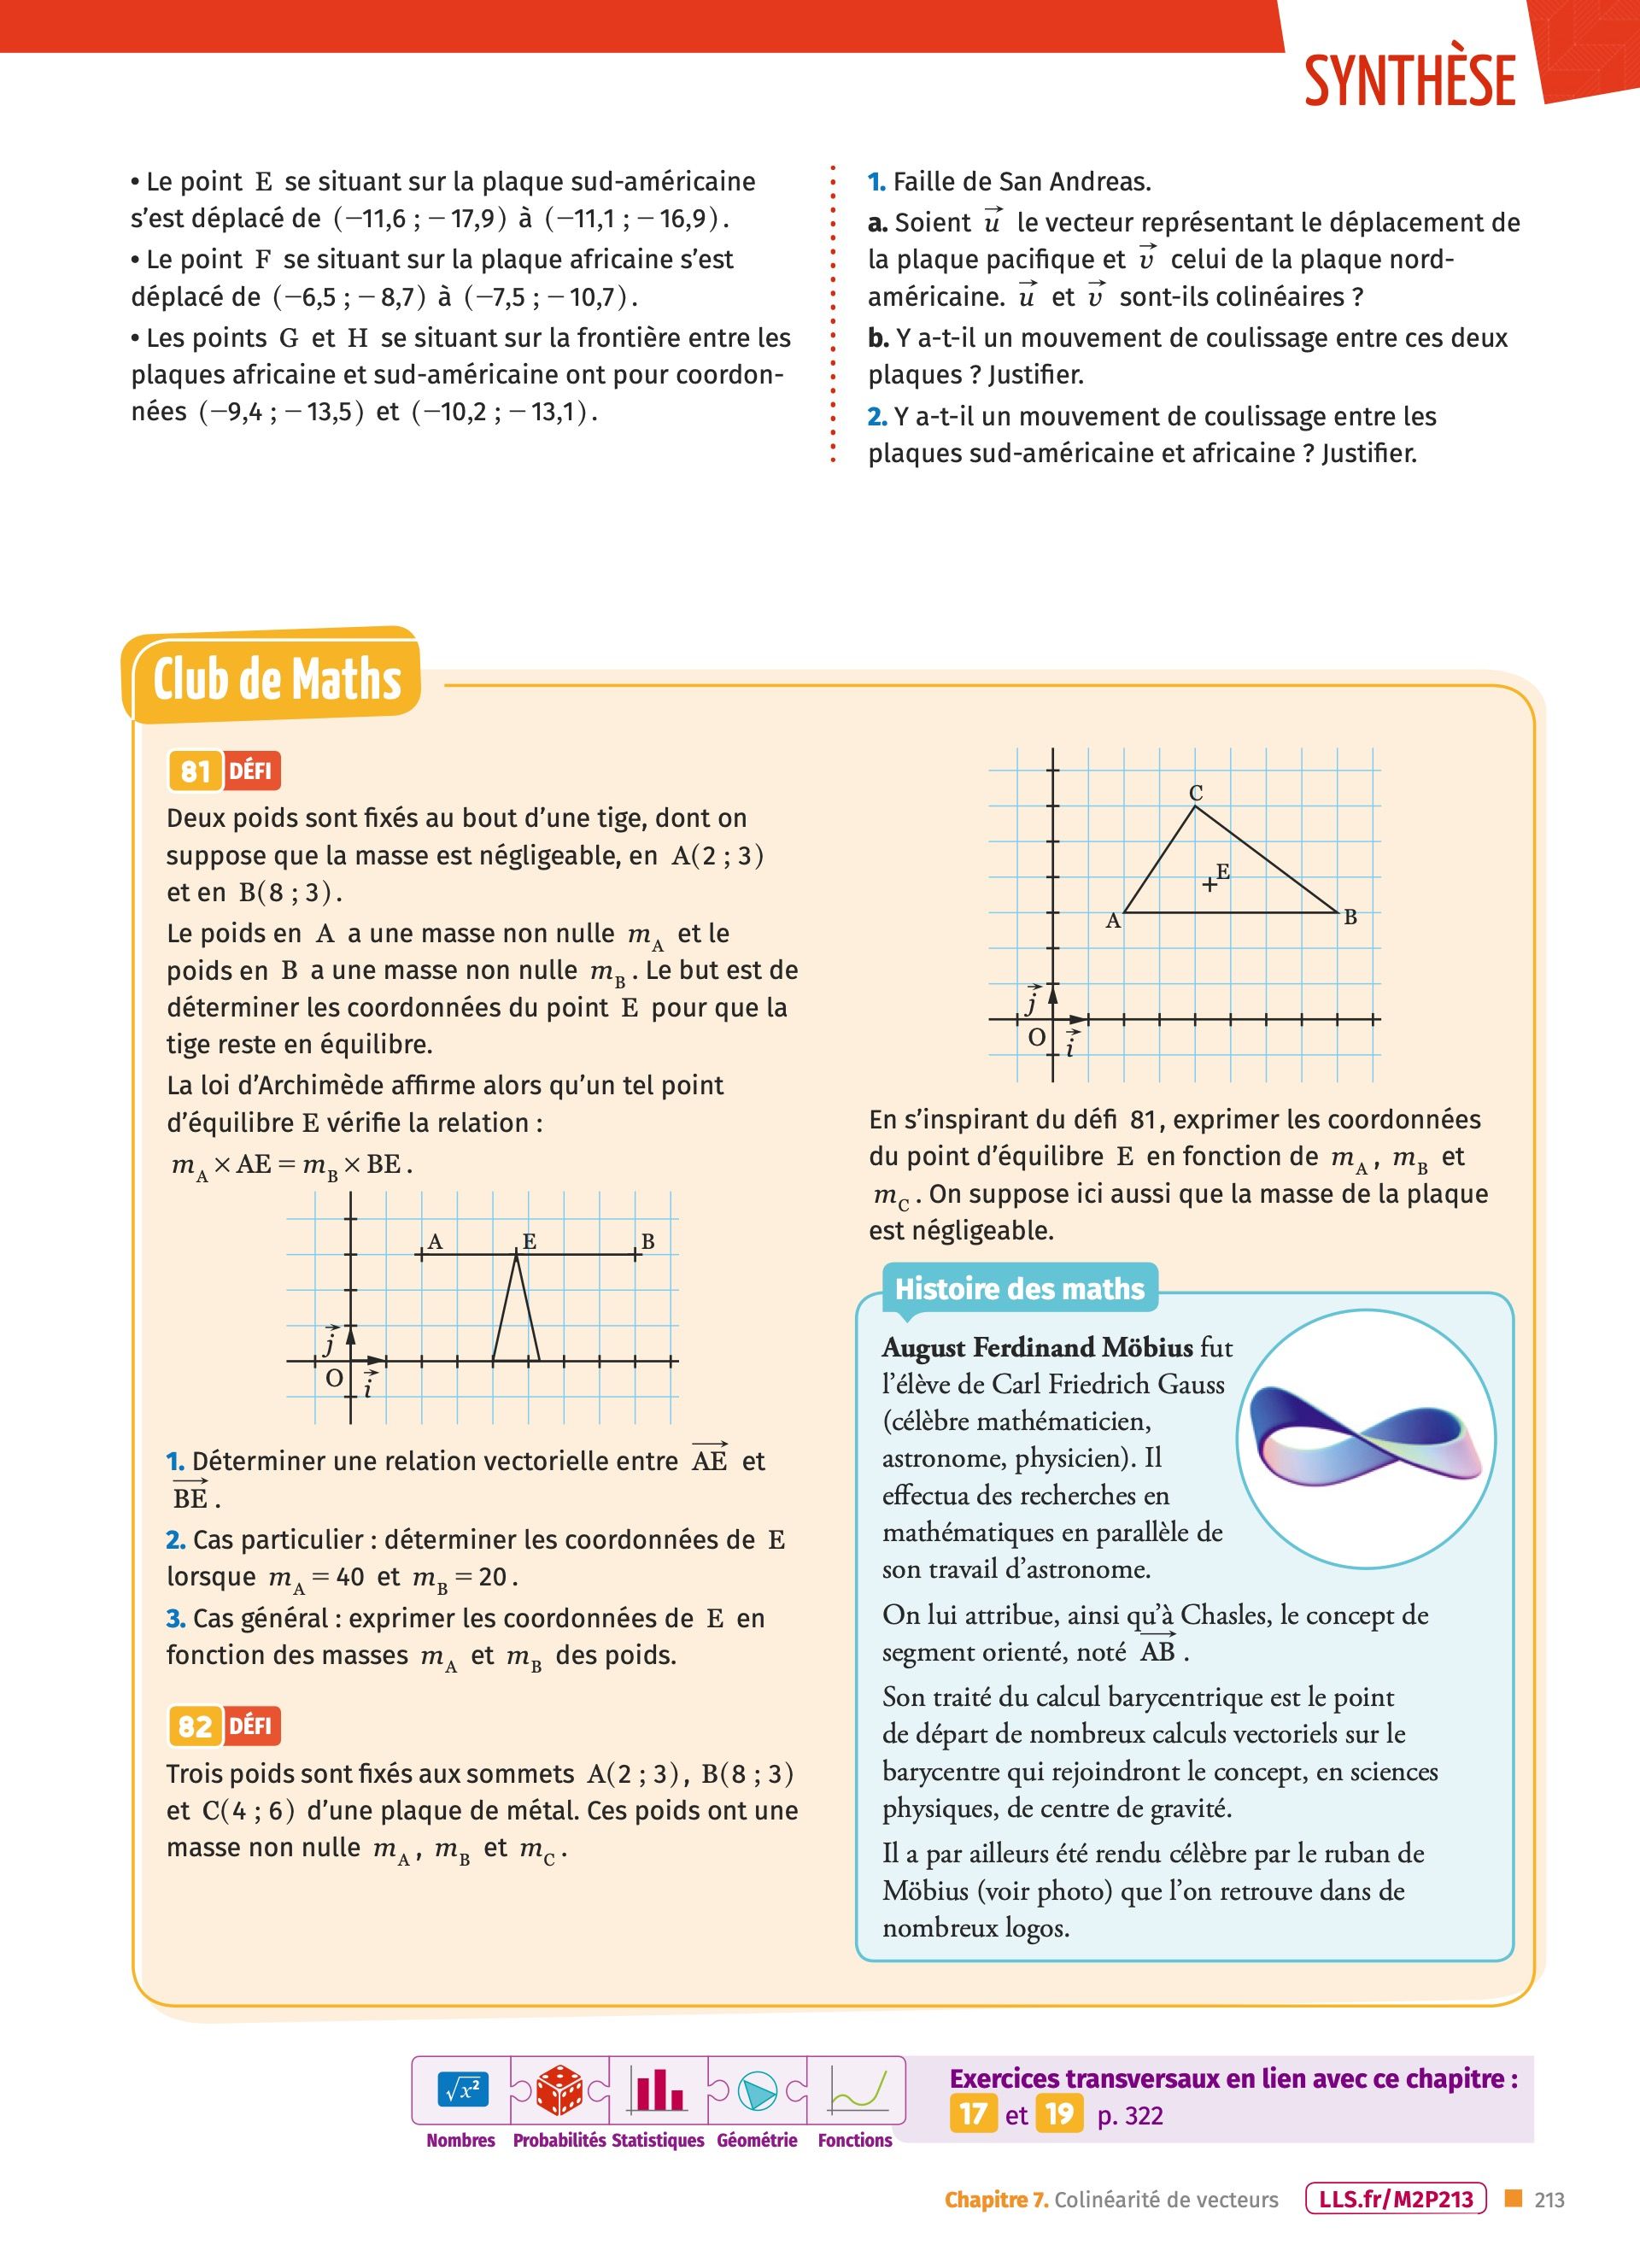 SYNTHÈSE
• Le point E se situant sur la plaque sud-américaine
s’est déplacé de (−11,6 ; − 17,9) à (−11,1 ; − 16,9).
• Le point F se situant sur la plaque africaine s’est
déplacé de (−6,5 ; − 8,7) à (−7,5 ; − 10,7).
• Les points G et H se situant sur la frontière entre les
plaques africaine et sud-américaine ont pour coordon-
nées (−9,4 ; − 13,5) et (−10,2 ; − 13,1).
1. Faille de San Andreas.
a. Soient u⃗ le vecteur représentant le déplacement de
la plaque pacifique et v⃗ celui de la plaque nord-
américaine. u⃗ et v⃗ sont-ils colinéaires ?
b. Y a-t-il un mouvement de coulissage entre ces deux
plaques ? Justifier.
2. Y a-t-il un mouvement de coulissage entre les
plaques sud-américaine et africaine ? Justifier.
Club de Maths
81 DÉFI
Deux poids sont fixés au bout d’une tige, dont on
suppose que la masse est négligeable, en A(2 ; 3)
et en B(8 ; 3).
Le poids en A a une masse non nulle m_A et le
poids en B a une masse non nulle m_B. Le but est de
déterminer les coordonnées du point E pour que la
tige reste en équilibre.
La loi d’Archimède affirme alors qu’un tel point
d’équilibre E vérifie la relation :
m_A × AE = m_B × BE.
A E B
j⃗
O i⃗
1. Déterminer une relation vectorielle entre AE⃗ et
BE⃗.
2. Cas particulier : déterminer les coordonnées de E
lorsque m_A = 40 et m_B = 20.
3. Cas général : exprimer les coordonnées de E en
fonction des masses m_A et m_B des poids.
82 DÉFI
Trois poids sont fixés aux sommets A(2 ; 3), B(8 ; 3)
et C(4 ; 6) d’une plaque de métal. Ces poids ont une
masse non nulle m_A, m_B et m_C.
C
E
A B
j⃗
O i⃗
En s’inspirant du défi 81, exprimer les coordonnées
du point d’équilibre E en fonction de m_A, m_B et
m_C. On suppose ici aussi que la masse de la plaque
est négligeable.
Histoire des maths
August Ferdinand Möbius fut
l’élève de Carl Friedrich Gauss
(célèbre mathématicien,
astronome, physicien). Il
effectua des recherches en
mathématiques en parallèle de
son travail d’astronome.
On lui attribue, ainsi qu’à Chasles, le concept de
segment orienté, noté AB⃗.
Son traité du calcul barycentrique est le point
de départ de nombreux calculs vectoriels sur le
barycentre qui rejoindront le concept, en sciences
physiques, de centre de gravité.
Il a par ailleurs été rendu célèbre par le ruban de
Möbius (voir photo) que l’on retrouve dans de
nombreux logos.
√x²
Nombres Probabilités Statistiques Géométrie Fonctions
Exercices transversaux en lien avec ce chapitre :
17 et 19 p. 322
Chapitre 7. Colinéarité de vecteurs LLS.fr/M2P213 213